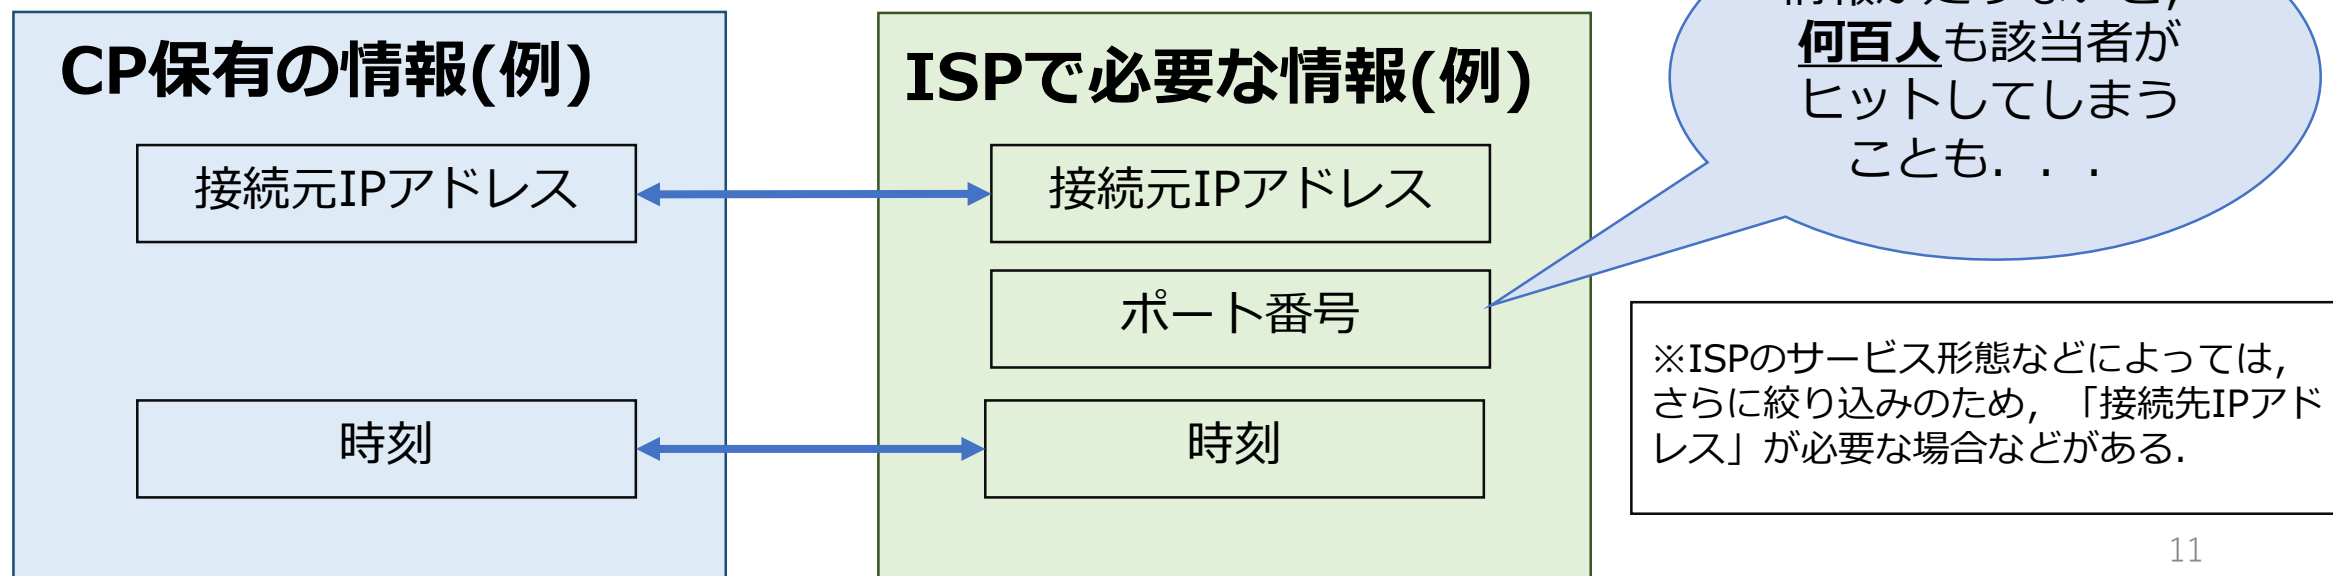 CP保有の情報(例)
接続元IPアドレス
時刻
ISPで必要な情報(例)
接続元IPアドレス
ポート番号
時刻
何百人も該当者が
ヒットしてしまう
ことも．．．
※ISPのサービス形態などによっては，
さらに絞り込みのため，「接続先IPアド
レス」が必要な場合などがある．
11